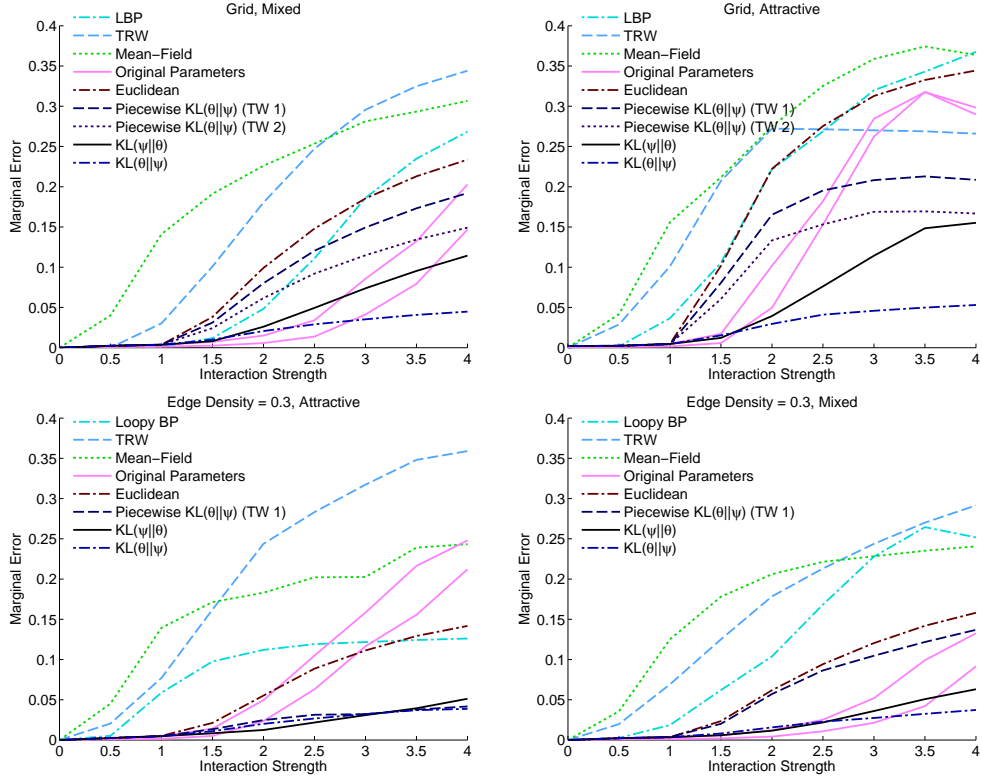 Grid, Mixed
LBP
TRW
Mean−Field
Original Parameters
Euclidean
Piecewise KL(θ||ψ) (TW 1)
Piecewise KL(θ||ψ) (TW 2)
KL(ψ||θ)
KL(θ||ψ)
Marginal Error
0.4
0.35
0.3
0.25
0.2
0.15
0.1
0.05
0
0 0.5 1 1.5 2 2.5 3 3.5 4
Interaction Strength
Grid, Attractive
LBP
TRW
Mean−Field
Original Parameters
Euclidean
Piecewise KL(θ||ψ) (TW 1)
Piecewise KL(θ||ψ) (TW 2)
KL(ψ||θ)
KL(θ||ψ)
Marginal Error
0.4
0.35
0.3
0.25
0.2
0.15
0.1
0.05
0
0 0.5 1 1.5 2 2.5 3 3.5 4
Interaction Strength
Edge Density = 0.3, Attractive
Loopy BP
TRW
Mean−Field
Original Parameters
Euclidean
Piecewise KL(θ||ψ) (TW 1)
KL(ψ||θ)
KL(θ||ψ)
Marginal Error
0.4
0.35
0.3
0.25
0.2
0.15
0.1
0.05
0
0 0.5 1 1.5 2 2.5 3 3.5 4
Interaction Strength
Edge Density = 0.3, Mixed
Loopy BP
TRW
Mean−Field
Original Parameters
Euclidean
Piecewise KL(θ||ψ) (TW 1)
KL(ψ||θ)
KL(θ||ψ)
Marginal Error
0.4
0.35
0.3
0.25
0.2
0.15
0.1
0.05
0
0 0.5 1 1.5 2 2.5 3 3.5 4
Interaction Strength